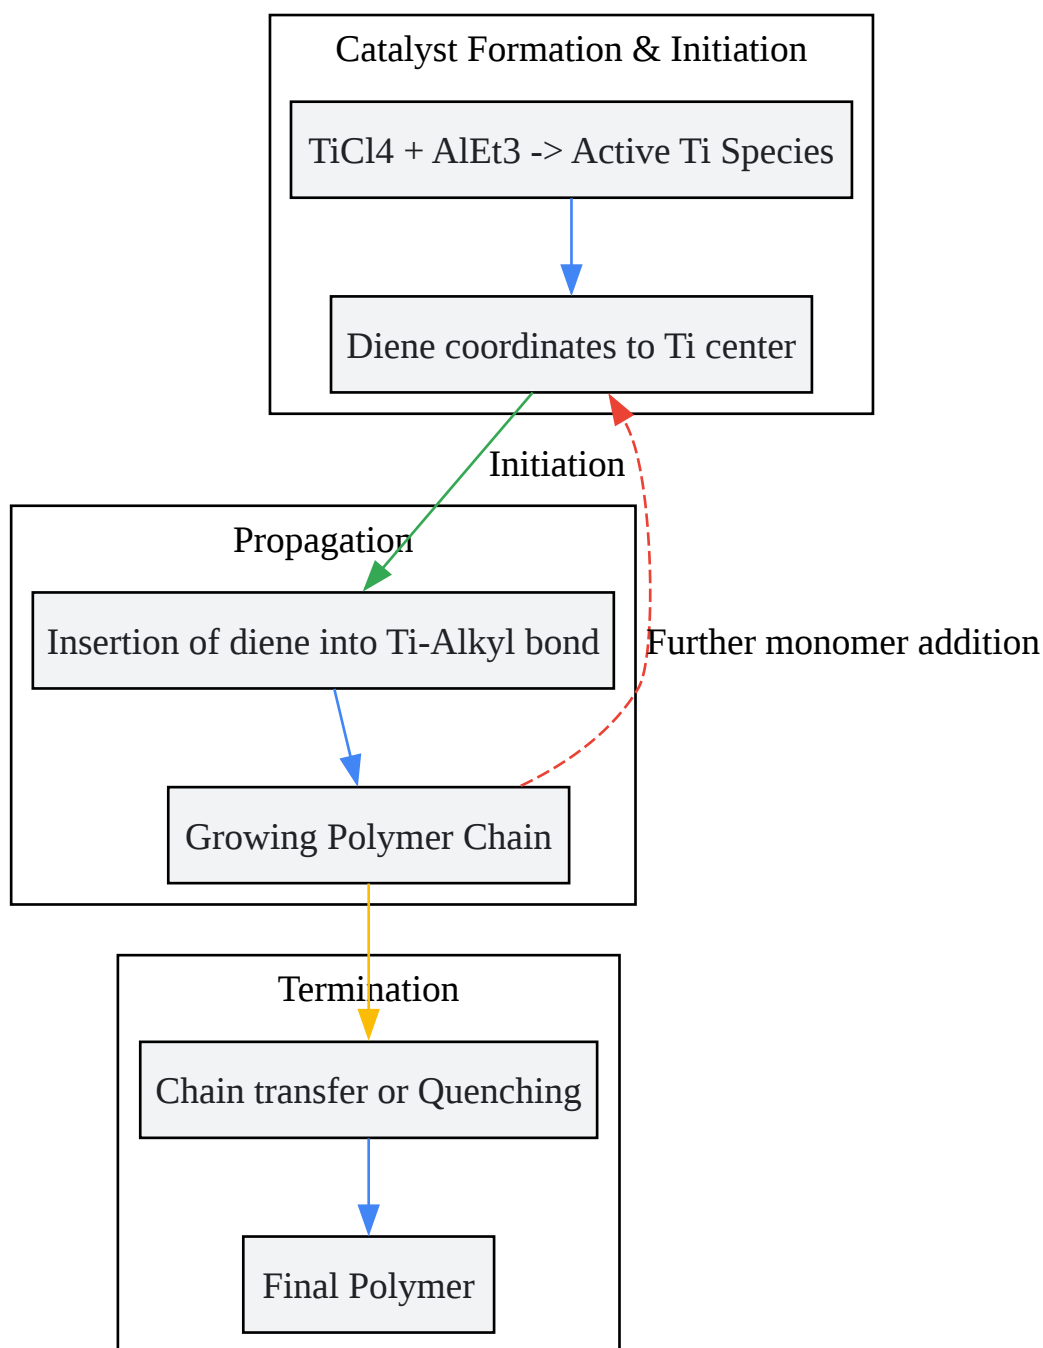 Catalyst Formation & Initiation
TiCl4 + AlEt3 -> Active Ti Species
Diene coordinates to Ti center
Initiation
Propagation
Insertion of diene into Ti-Alkyl bond
Further monomer addition
Growing Polymer Chain
Termination
Chain transfer or Quenching
Final Polymer